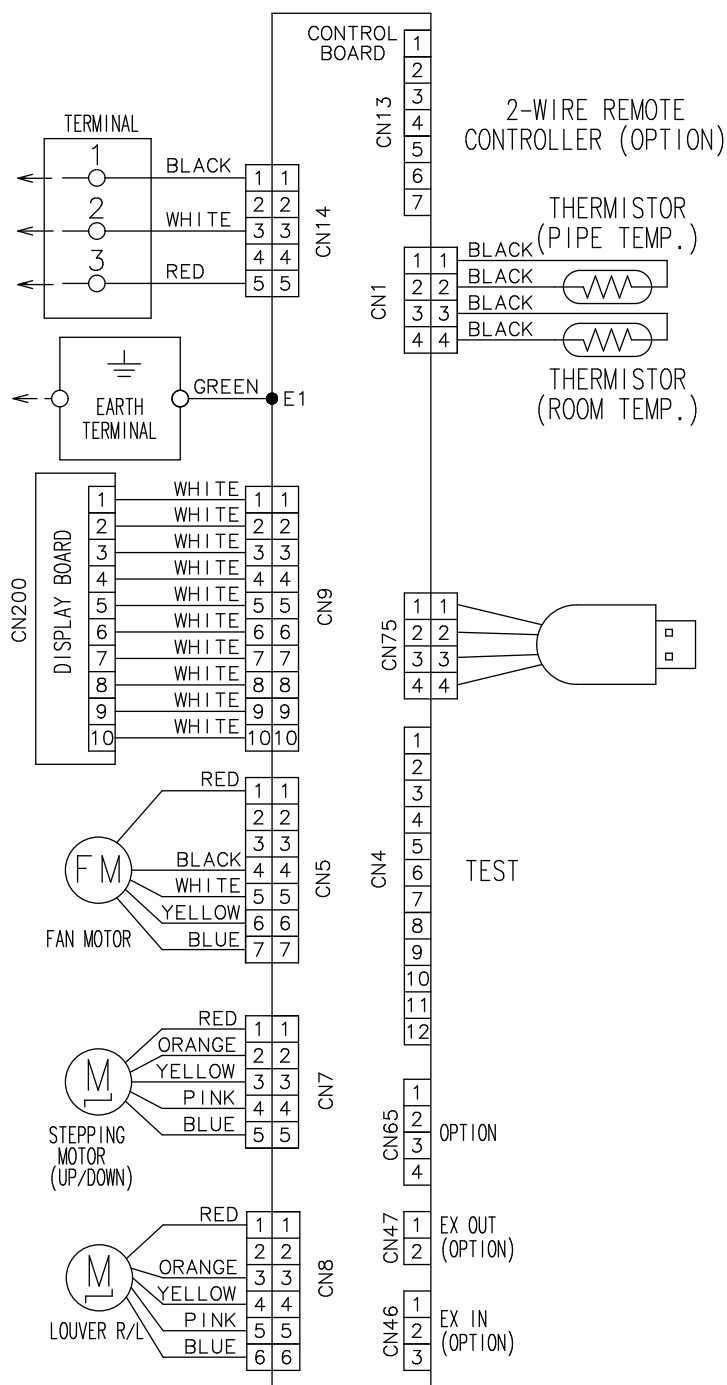 CONTROL
BOARD
CN13
1
2
3
4
5
6
7
2-WIRE REMOTE
CONTROLLER (OPTION)
TERMINAL
1
2
3
BLACK
WHITE
RED
1 1
2 2
3 3
4 4
5 5
CN14
THERMISTOR
(PIPE TEMP.)
CN1
1 1
2 2
3 3
4 4
BLACK
BLACK
BLACK
BLACK
THERMISTOR
(ROOM TEMP.)
EARTH
TERMINAL
GREEN
E1
CN200
DISPLAY BOARD
1
2
3
4
5
6
7
8
9
10
WHITE
WHITE
WHITE
WHITE
WHITE
WHITE
WHITE
WHITE
WHITE
WHITE
1 1
2 2
3 3
4 4
5 5
6 6
7 7
8 8
9 9
10 10
CN9
CN75
1 1
2 2
3 3
4 4
FM
FAN MOTOR
RED
BLACK
WHITE
YELLOW
BLUE
1 1
2 2
3 3
4 4
5 5
6 6
7 7
CN5
CN4
1
2
3
4
5
6
7
8
9
10
11
12
TEST
M
STEPPING
MOTOR
(UP/DOWN)
RED
ORANGE
YELLOW
PINK
BLUE
1 1
2 2
3 3
4 4
5 5
CN7
CN65
1
2
3
4
OPTION
M
LOUVER R/L
RED
ORANGE
YELLOW
PINK
BLUE
1 1
2 2
3 3
4 4
5 5
6 6
CN8
CN47
1
2
EX OUT
(OPTION)
CN46
1
2
3
EX IN
(OPTION)